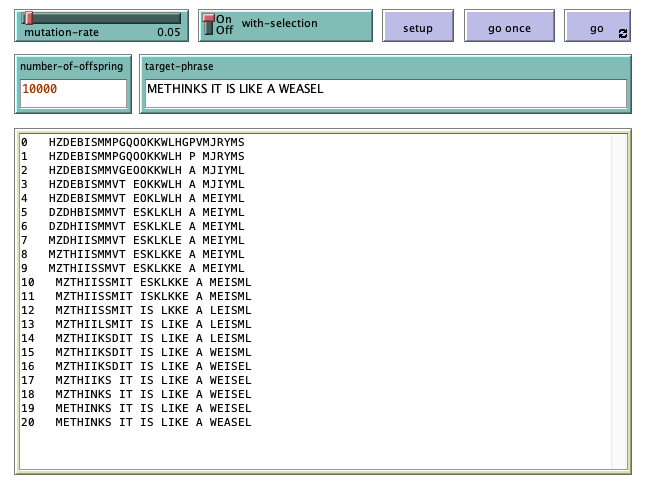 mutation-rate 0.05
On
Off
with-selection
setup
go once
go
number-of-offspring
10000
target-phrase
METHINKS IT IS LIKE A WEASEL
0 HZDEBISMMPGQOOKKWLHGPVMJRYMS
1 HZDEBISMMPGQOOKKWLH P MJRYMS
2 HZDEBISMMVGEOOKKWLH A MJIYML
3 HZDEBISMMVT EOKKWLH A MJIYML
4 HZDEBISMMVT EOKLWLH A MEIYML
5 DZDHBISMMVT ESKLKLH A MEIYML
6 DZDHIISMMVT ESKLKLE A MEIYML
7 MZDHIISMMVT ESKLKLE A MEIYML
8 MZTHIISMMVT ESKLKKE A MEIYML
9 MZTHIISSMVT ESKLKKE A MEIYML
10 MZTHIISSMIT ESKLKKE A MEISML
11 MZTHIISSMIT ISKLKKE A MEISML
12 MZTHIISSMIT IS LKKE A LEISML
13 MZTHIILSMIT IS LIKE A LEISML
14 MZTHIIKSDIT IS LIKE A LEISML
15 MZTHIIKSDIT IS LIKE A WEISML
16 MZTHIIKSDIT IS LIKE A WEISEL
17 MZTHIIKS IT IS LIKE A WEISEL
18 MZTHINKS IT IS LIKE A WEISEL
19 METHINKS IT IS LIKE A WEISEL
20 METHINKS IT IS LIKE A WEASEL